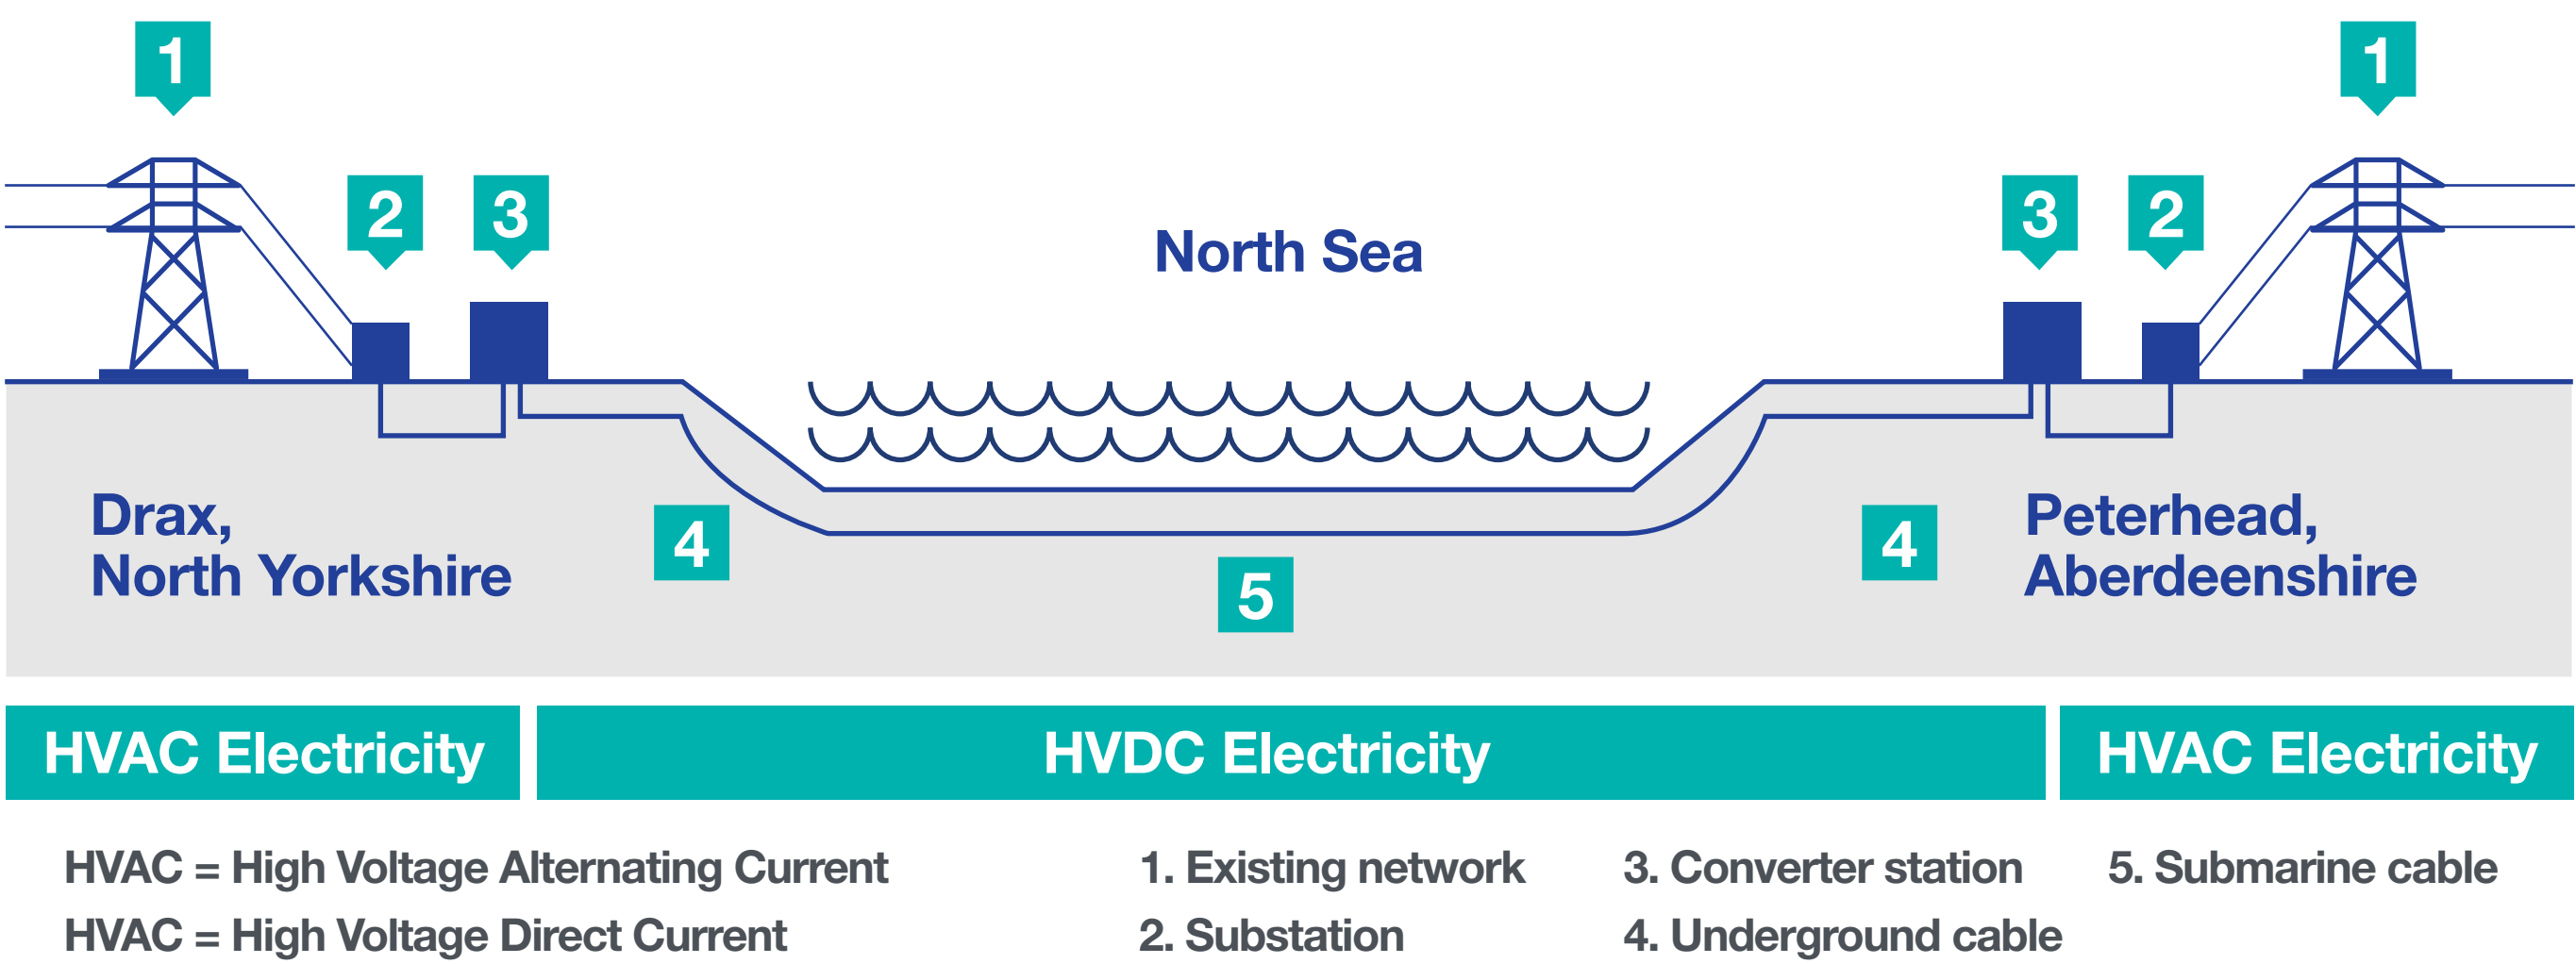 1
1
2
3
3
2
North Sea
Drax,
North Yorkshire
4
5
4
Peterhead,
Aberdeenshire
HVAC Electricity
HVDC Electricity
HVAC Electricity
HVAC = High Voltage Alternating Current
HVAC = High Voltage Direct Current
1. Existing network
2. Substation
3. Converter station
4. Underground cable
5. Submarine cable